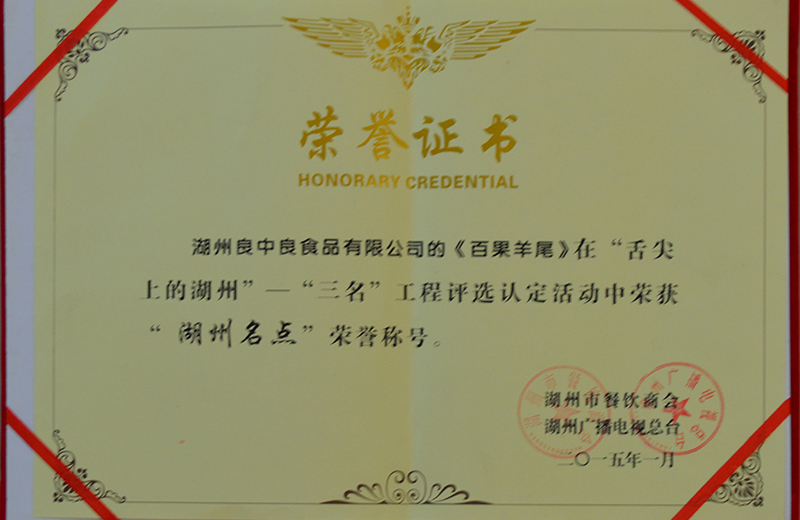 荣誉证书
HONORARY CREDENTIAL
湖州良中良食品有限公司的《百果羊尾》在“舌尖
上的湖州”—“三名”工程评选认定活动中荣获
“湖州名点”荣誉称号。
湖州市餐饮商会
湖州广播电视总台
二〇一五年一月